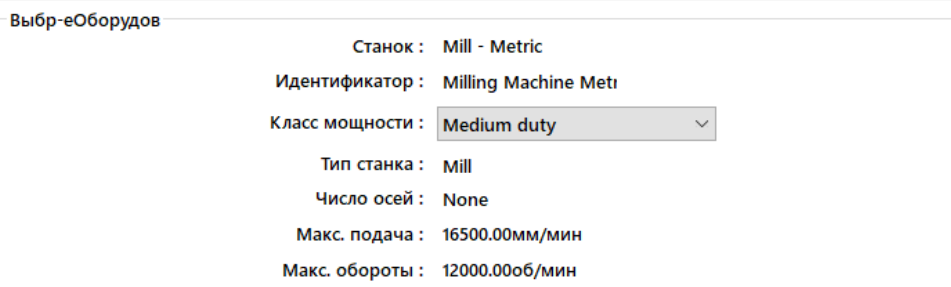 Выбр-еОборудов
Станок : Mill - Metric
Идентификатор : Milling Machine Metr
Класс мощности : Medium duty
Тип станка : Mill
Число осей : None
Макс. подача : 16500.00мм/мин
Макс. обороты : 12000.00об/мин